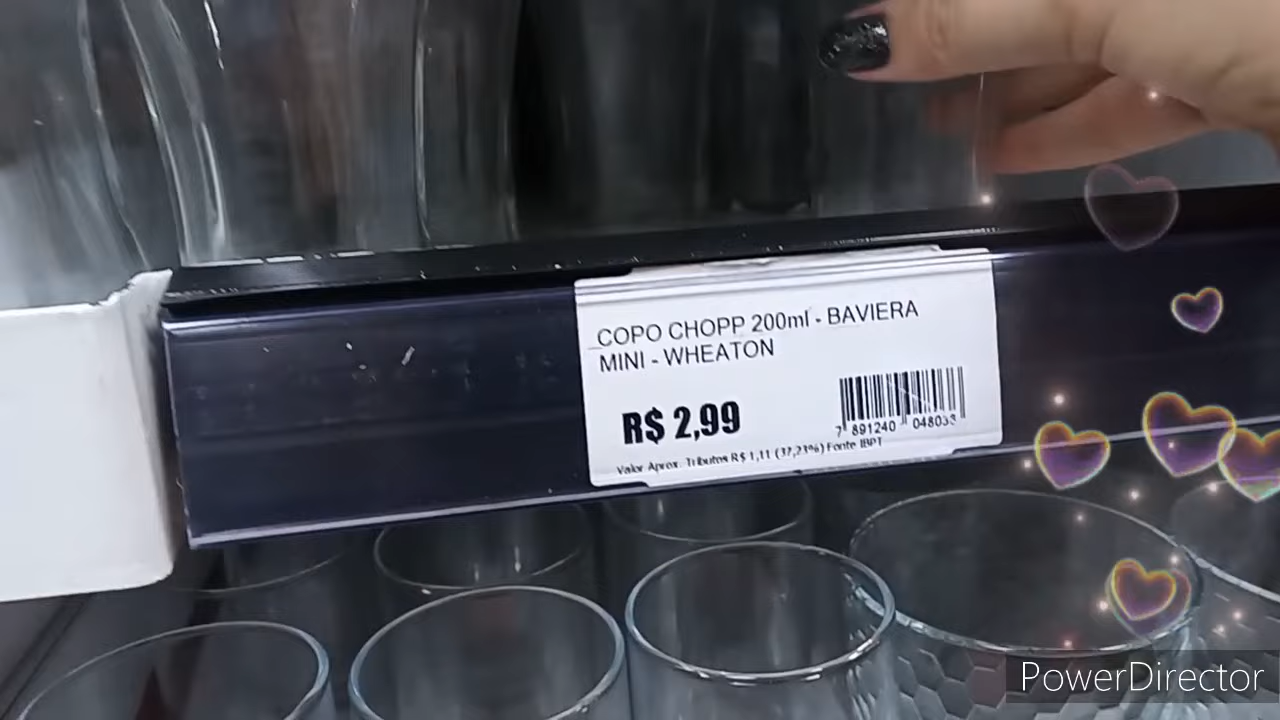 COPO CHOPP 200ml - BAVIERA
MINI - WHEATON
R$ 2,99
7 891240 048033
Valor Aprox. Tributos R$ 1,11 (37,23%) Fonte IBPT
PowerDirector